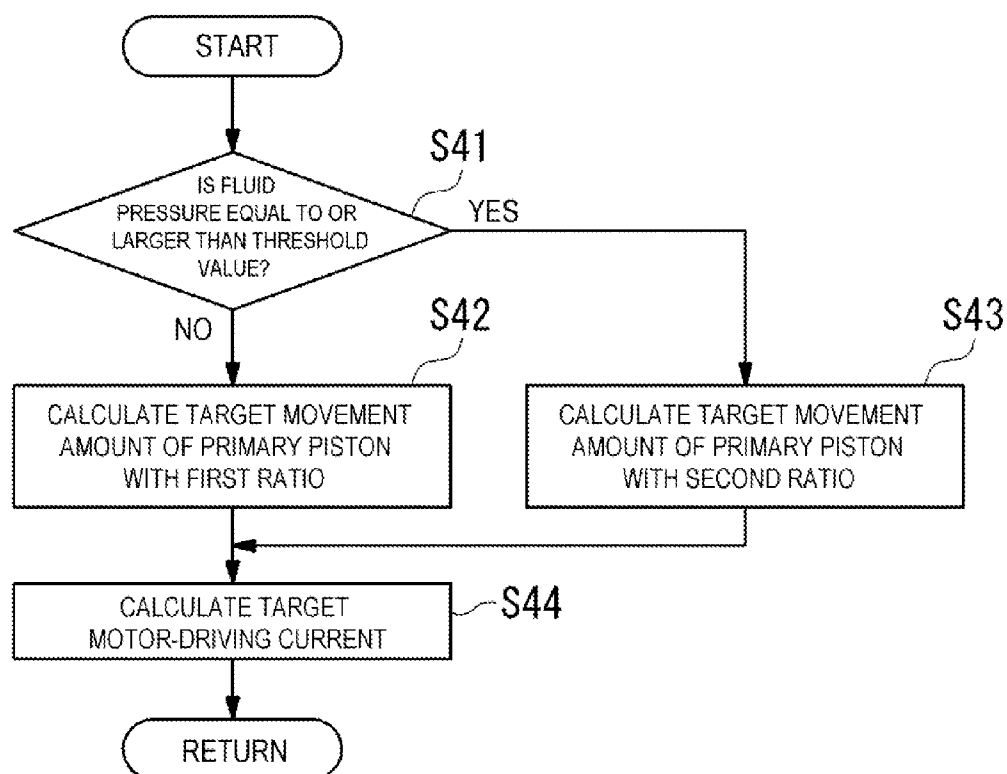 START
S41
IS FLUID
PRESSURE EQUAL TO OR
LARGER THAN THRESHOLD
VALUE?
YES
NO
S42
CALCULATE TARGET MOVEMENT
AMOUNT OF PRIMARY PISTON
WITH FIRST RATIO
S43
CALCULATE TARGET MOVEMENT
AMOUNT OF PRIMARY PISTON
WITH SECOND RATIO
CALCULATE TARGET
MOTOR-DRIVING CURRENT
S44
RETURN